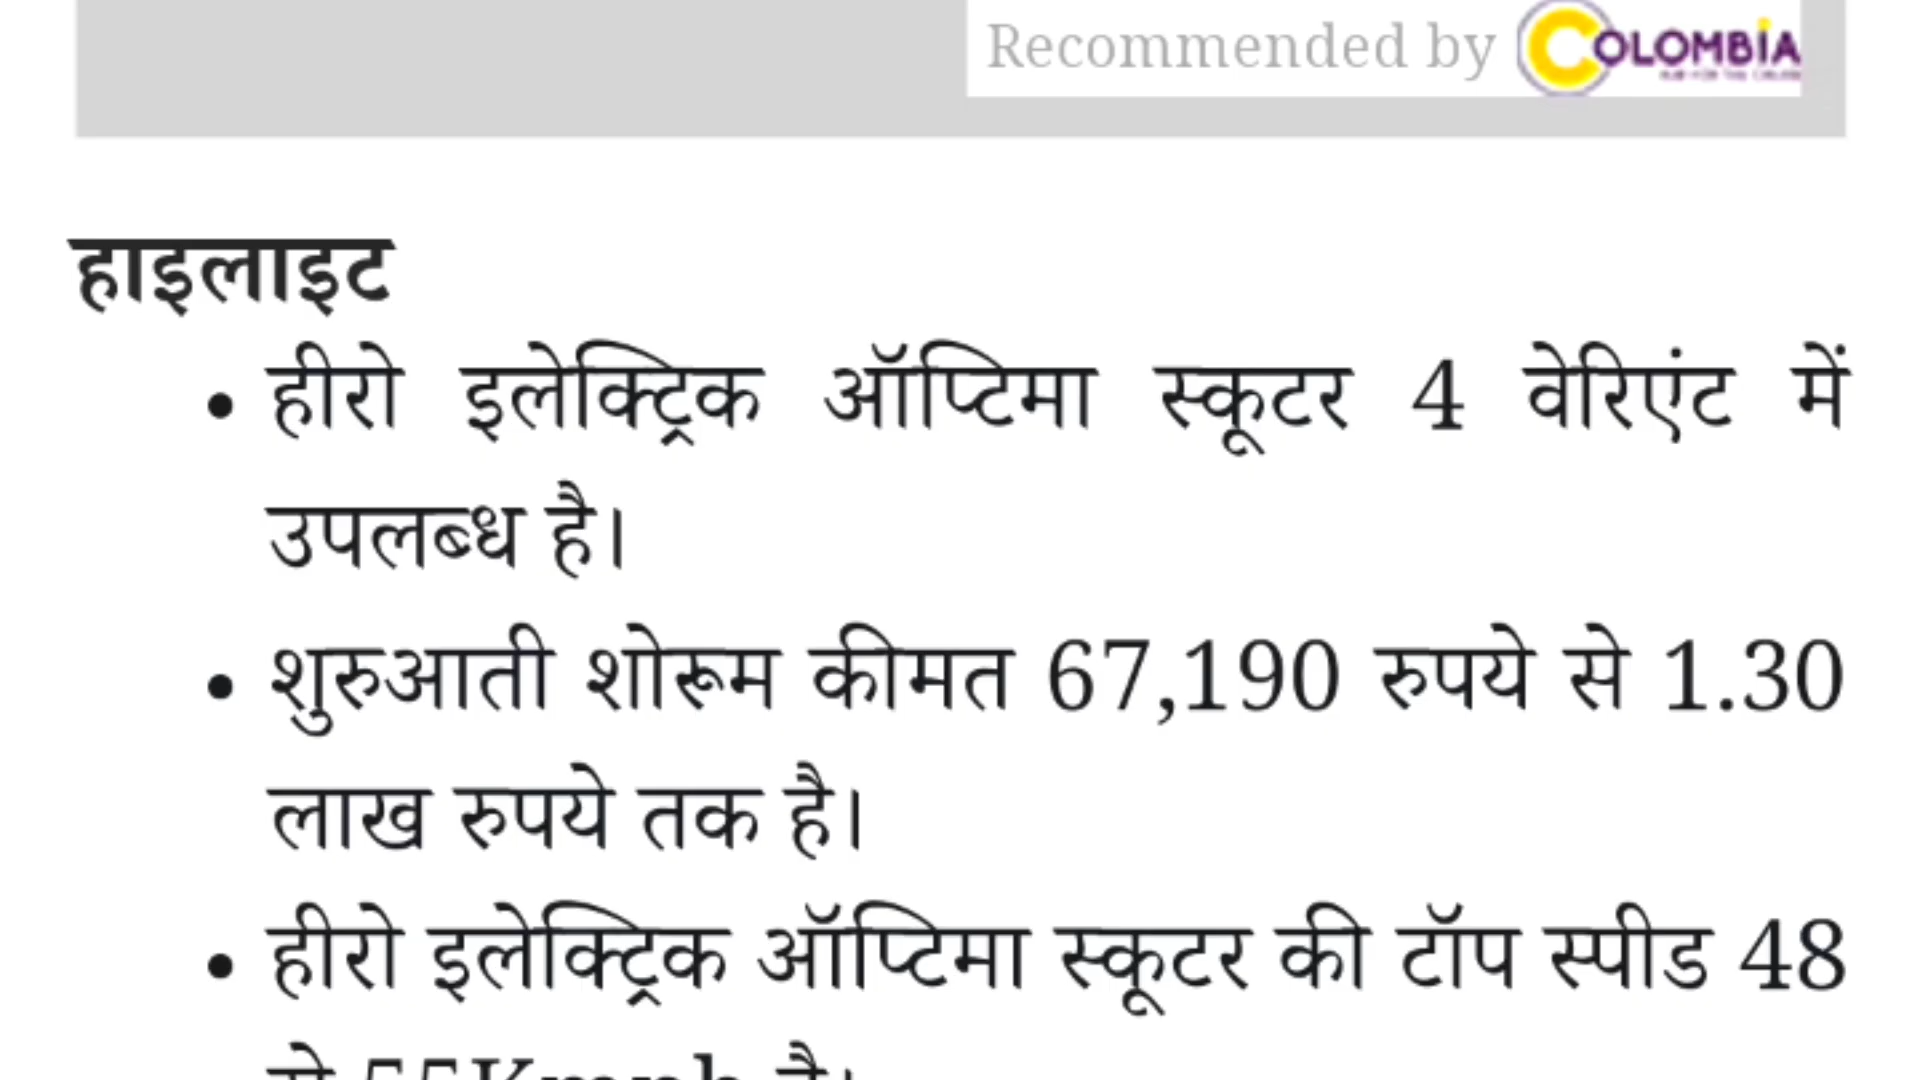 Recommended by COLOMBIA
हाइलाइट
• हीरो इलेक्ट्रिक ऑप्टिमा स्कूटर 4 वेरिएंट में
उपलब्ध है।
• शुरुआती शोरूम कीमत 67,190 रुपये से 1.30
लाख रुपये तक है।
• हीरो इलेक्ट्रिक ऑप्टिमा स्कूटर की टॉप स्पीड 48
से 55Kmph है।